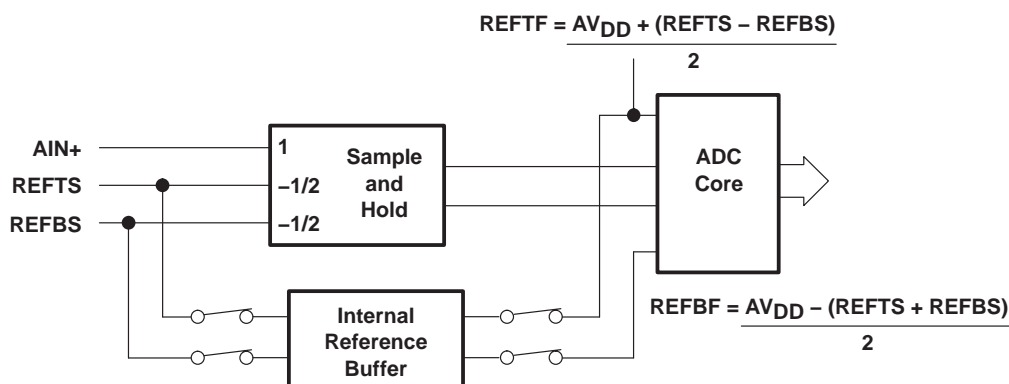 REFTF = AVDD + (REFTS – REFBS)
2
AIN+
REFTS
REFBS
1
–1/2
–1/2
Sample
and
Hold
ADC
Core
Internal
Reference
Buffer
REFBF = AVDD – (REFTS + REFBS)
2